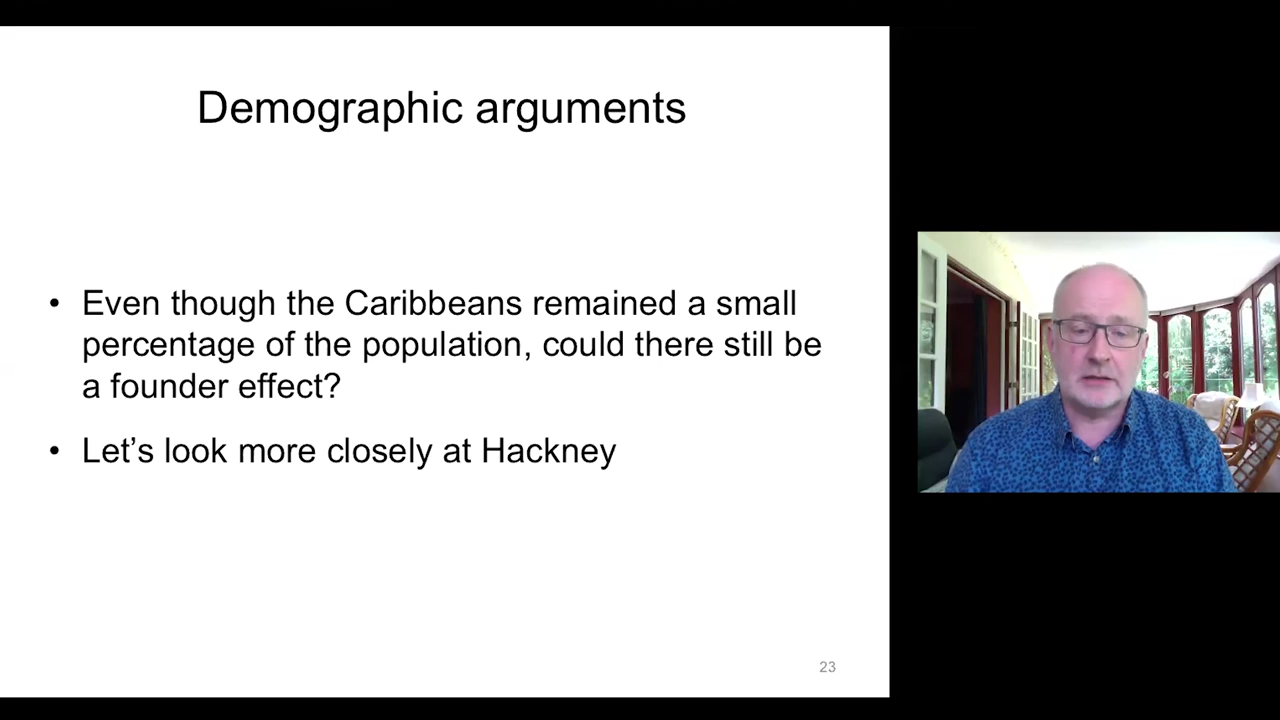 Demographic arguments
• Even though the Caribbeans remained a small
percentage of the population, could there still be
a founder effect?
• Let’s look more closely at Hackney
23